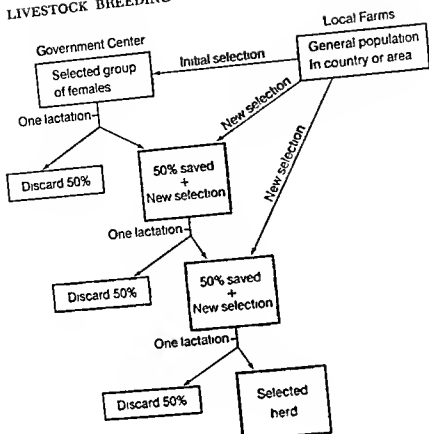 LIVESTOCK BREEDING
Local Farms
General population
In country or area
Government Center
Selected group
of females
Initial selection
One lactation
New selection
New selection
Discard 50%
50% saved
+
New selection
One lactation
Discard 50%
50% saved
+
New selection
One lactation
Discard 50%
Selected
herd